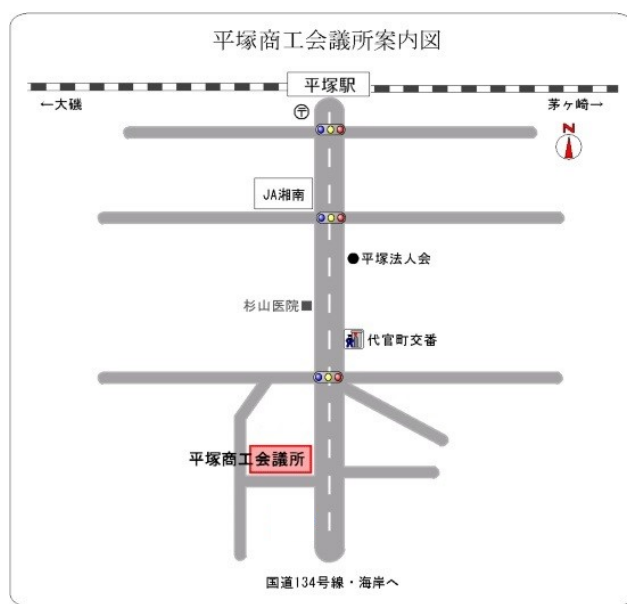 平塚商工会議所案内図
平塚駅
←大磯
茅ヶ崎→
〒
N
JA湘南
平塚法人会
杉山医院
代官町交番
平塚商工会議所
国道134号線・海岸へ